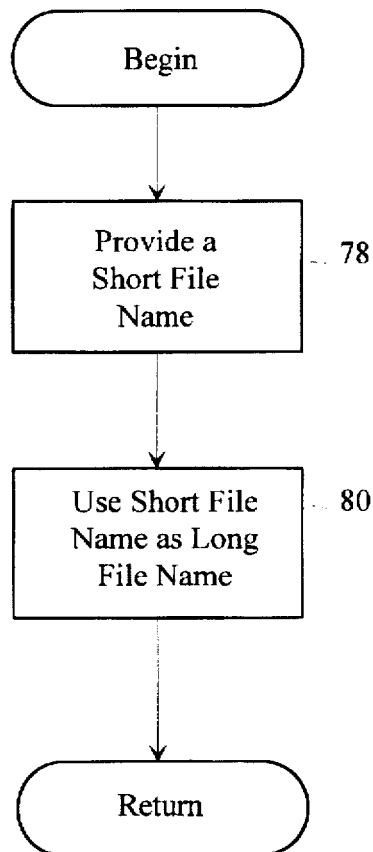 Begin
Provide a
Short File
Name
78
Use Short File
Name as Long
File Name
80
Return